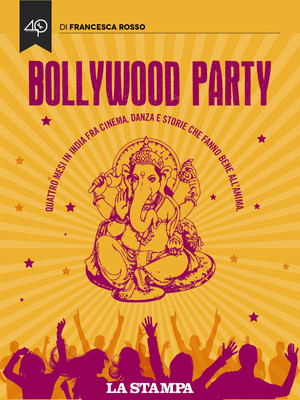 40
DI FRANCESCA ROSSO
BOLLYWOOD PARTY
QUATTRO MESI IN INDIA FRA CINEMA, DANZA E STORIE CHE FANNO BENE ALL'ANIMA
LA STAMPA